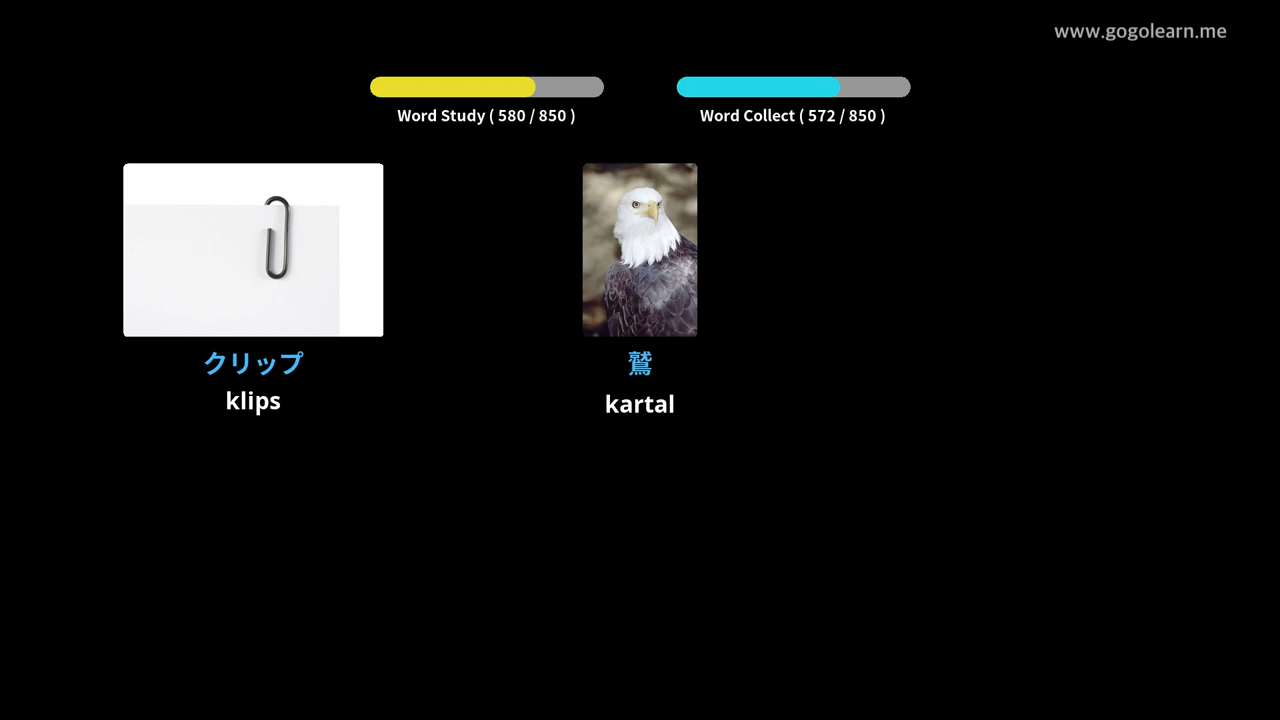 www.gogolearn.me
Word Study ( 580 / 850 )
Word Collect ( 572 / 850 )
クリップ
klips
鷲
kartal